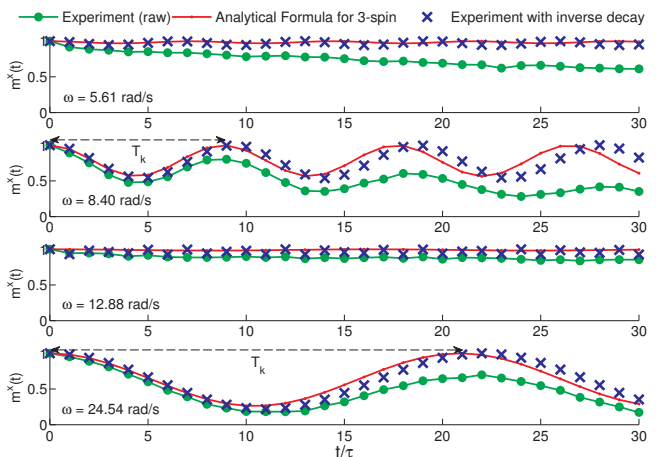 Experiment (raw) Analytical Formula for 3-spin Experiment with inverse decay
1
0.5
0
m^x(t)
ω = 5.61 rad/s
0 5 10 15 20 25 30
1
0.5
0
m^x(t)
T_k
ω = 8.40 rad/s
0 5 10 15 20 25 30
1
0.5
0
m^x(t)
ω = 12.88 rad/s
0 5 10 15 20 25 30
1
0.5
0
m^x(t)
T_k
ω = 24.54 rad/s
0 5 10 15 20 25 30
t/τ